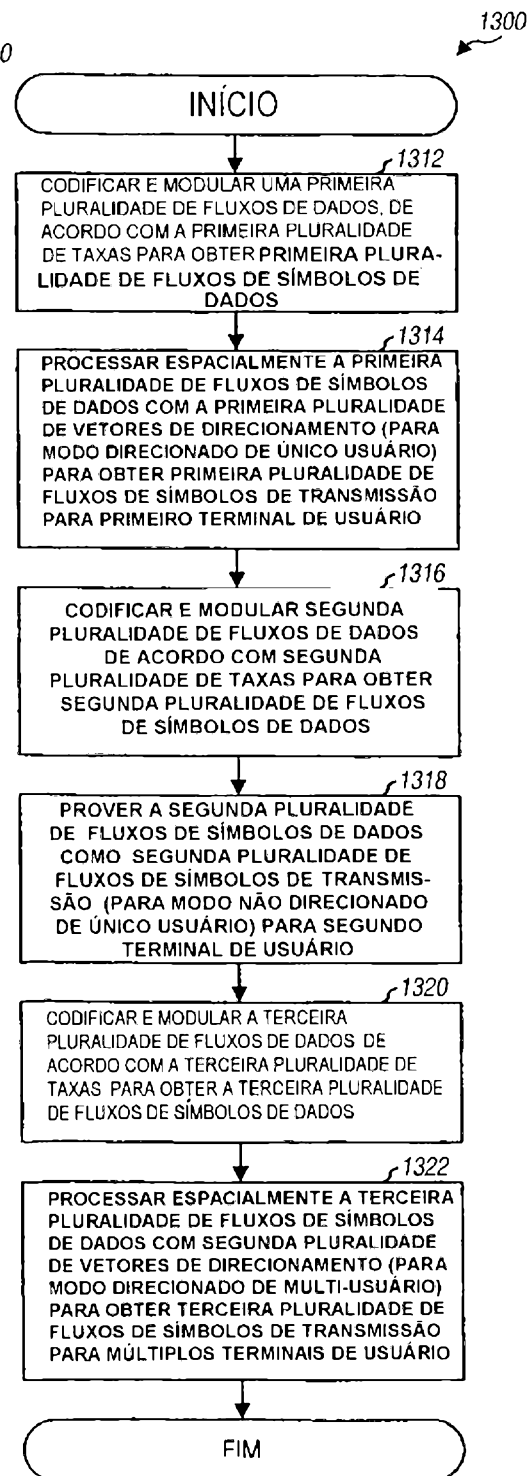 1300
0
INÍCIO
1312
CODIFICAR E MODULAR UMA PRIMEIRA
PLURALIDADE DE FLUXOS DE DADOS, DE
ACORDO COM A PRIMEIRA PLURALIDADE
DE TAXAS PARA OBTER PRIMEIRA PLURA-
LIDADE DE FLUXOS DE SÍMBOLOS DE
DADOS
1314
PROCESSAR ESPACIALMENTE A PRIMEIRA
PLURALIDADE DE FLUXOS DE SÍMBOLOS
DE DADOS COM A PRIMEIRA PLURALIDADE
DE VETORES DE DIRECIONAMENTO (PARA
MODO DIRECIONADO DE ÚNICO USUÁRIO)
PARA OBTER PRIMEIRA PLURALIDADE DE
FLUXOS DE SÍMBOLOS DE TRANSMISSÃO
PARA PRIMEIRO TERMINAL DE USUÁRIO
1316
CODIFICAR E MODULAR SEGUNDA
PLURALIDADE DE FLUXOS DE DADOS
DE ACORDO COM SEGUNDA
PLURALIDADE DE TAXAS PARA OBTER
SEGUNDA PLURALIDADE DE FLUXOS
DE SÍMBOLOS DE DADOS
1318
PROVER A SEGUNDA PLURALIDADE
DE FLUXOS DE SÍMBOLOS DE DADOS
COMO SEGUNDA PLURALIDADE DE
FLUXOS DE SÍMBOLOS DE TRANSMIS-
SÃO (PARA MODO NÃO DIRECIONADO
DE ÚNICO USUÁRIO) PARA SEGUNDO
TERMINAL DE USUÁRIO
1320
CODIFICAR E MODULAR A TERCEIRA
PLURALIDADE DE FLUXOS DE DADOS DE
ACORDO COM A TERCEIRA PLURALIDADE DE
TAXAS PARA OBTER A TERCEIRA PLURALIDADE
DE FLUXOS DE SÍMBOLOS DE DADOS
1322
PROCESSAR ESPACIALMENTE A TERCEIRA
PLURALIDADE DE FLUXOS DE SÍMBOLOS
DE DADOS COM SEGUNDA PLURALIDADE
DE VETORES DE DIRECIONAMENTO (PARA
MODO DIRECIONADO DE MULTI-USUÁRIO)
PARA OBTER TERCEIRA PLURALIDADE DE
FLUXOS DE SÍMBOLOS DE TRANSMISSÃO
PARA MÚLTIPLOS TERMINAIS DE USUÁRIO
FIM